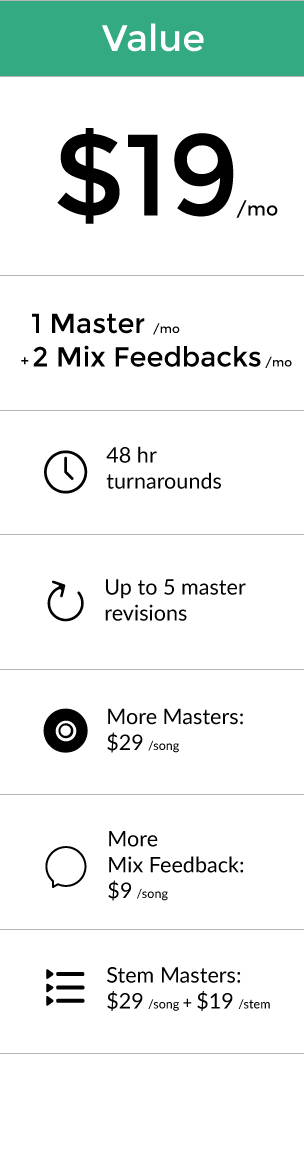 Value
$19/mo
1 Master /mo
+2 Mix Feedbacks/mo
48 hr
turnarounds
Up to 5 master
revisions
More Masters:
$29 /song
More
Mix Feedback:
$9 /song
Stem Masters:
$29 /song + $19 /stem